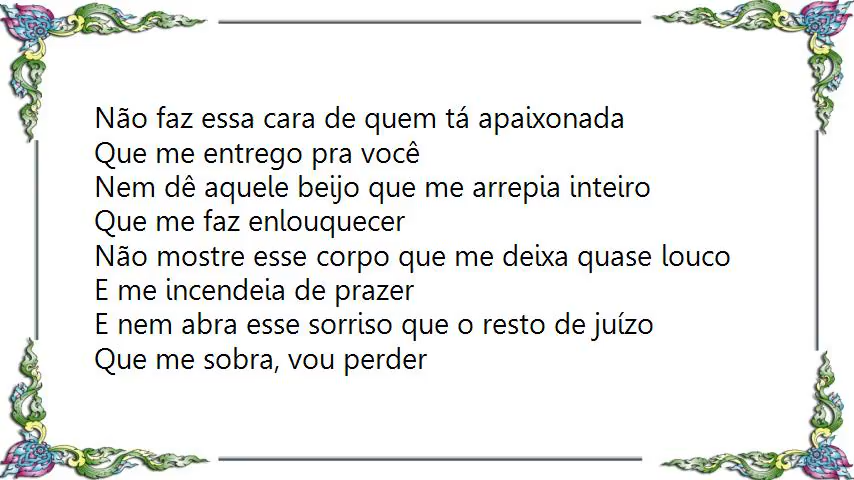 Não faz essa cara de quem tá apaixonada
Que me entrego pra você
Nem dê aquele beijo que me arrepia inteiro
Que me faz enlouquecer
Não mostre esse corpo que me deixa quase louco
E me incendeia de prazer
E nem abra esse sorriso que o resto de juízo
Que me sobra, vou perder